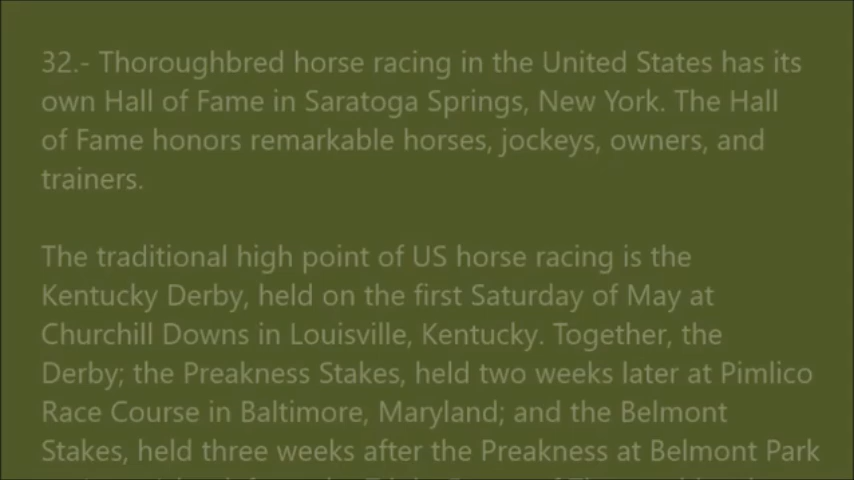 32.- Thoroughbred horse racing in the United States has its
own Hall of Fame in Saratoga Springs, New York. The Hall
of Fame honors remarkable horses, jockeys, owners, and
trainers.
The traditional high point of US horse racing is the
Kentucky Derby, held on the first Saturday of May at
Churchill Downs in Louisville, Kentucky. Together, the
Derby; the Preakness Stakes, held two weeks later at Pimlico
Race Course in Baltimore, Maryland; and the Belmont
Stakes, held three weeks after the Preakness at Belmont Park